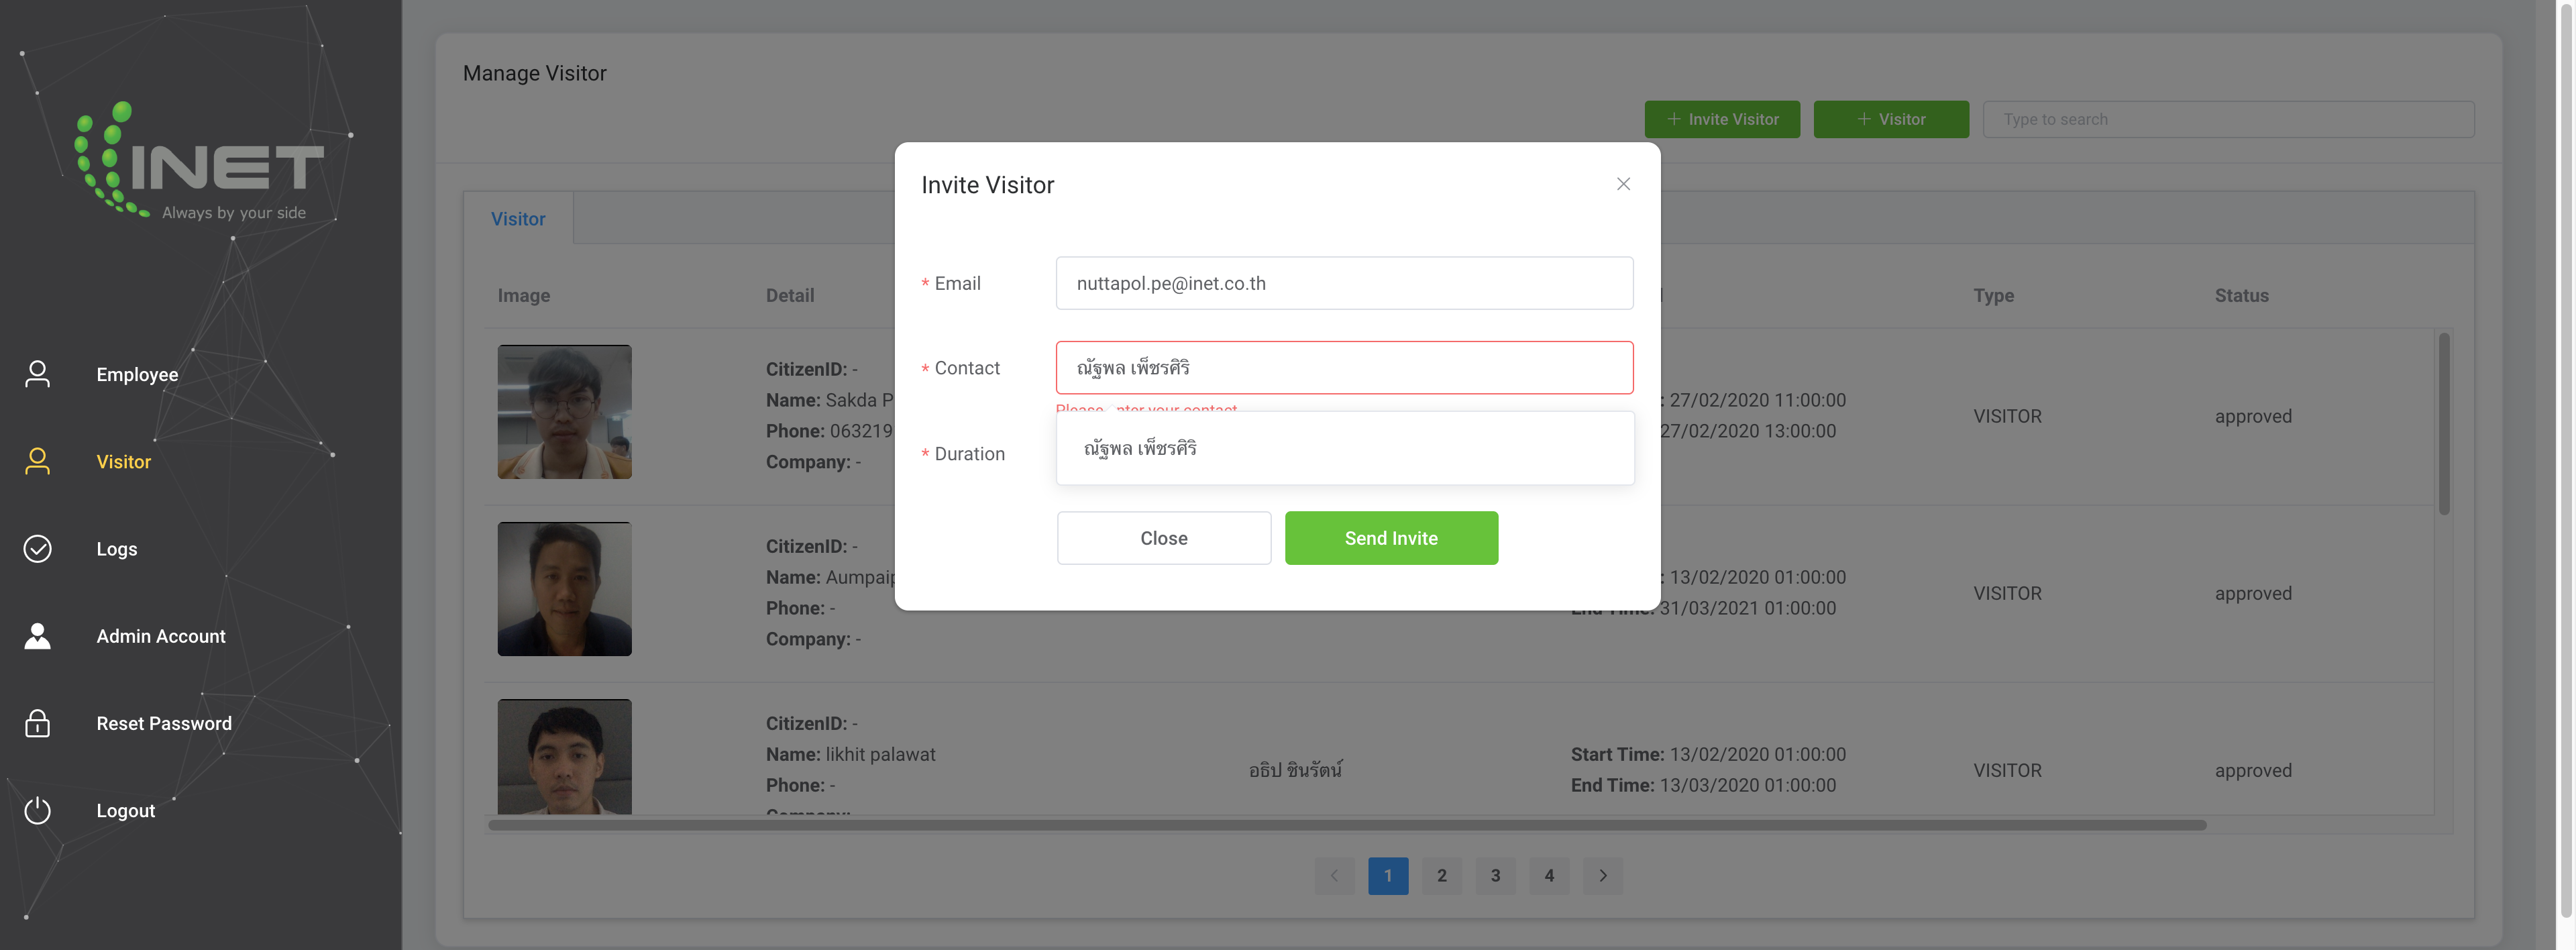 INET
Always by your side
Employee
Visitor
Logs
Admin Account
Reset Password
Logout
Manage Visitor
Invite Visitor
Visitor
Type to search
Visitor
Image
Detail
Type
Status
CitizenID: -
Name: Sakda P
Phone: 063219
Company: -
27/02/2020 11:00:00
27/02/2020 13:00:00
VISITOR
approved
CitizenID: -
Name: Aumpaip
Phone: -
Company: -
13/02/2020 01:00:00
End Time: 31/03/2021 01:00:00
VISITOR
approved
CitizenID: -
Name: likhit palawat
Phone: -
Company:
อธิป ชินรัตน์
Start Time: 13/02/2020 01:00:00
End Time: 13/03/2020 01:00:00
VISITOR
approved
1 2 3 4
Invite Visitor
* Email
nuttapol.pe@inet.co.th
* Contact
ณัฐพล เพ็ชรศิริ
Please enter your contact
ณัฐพล เพ็ชรศิริ
* Duration
Close
Send Invite